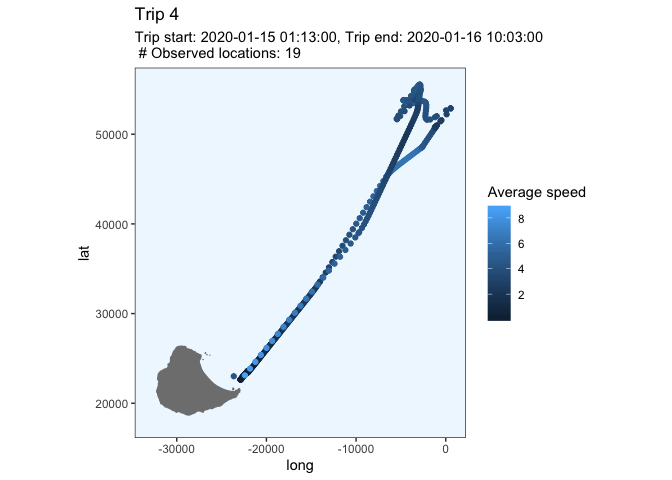 Trip 4
Trip start: 2020-01-15 01:13:00, Trip end: 2020-01-16 10:03:00
# Observed locations: 19
50000
40000
30000
20000
lat
-30000
-20000
-10000
0
long
Average speed
8
6
4
2